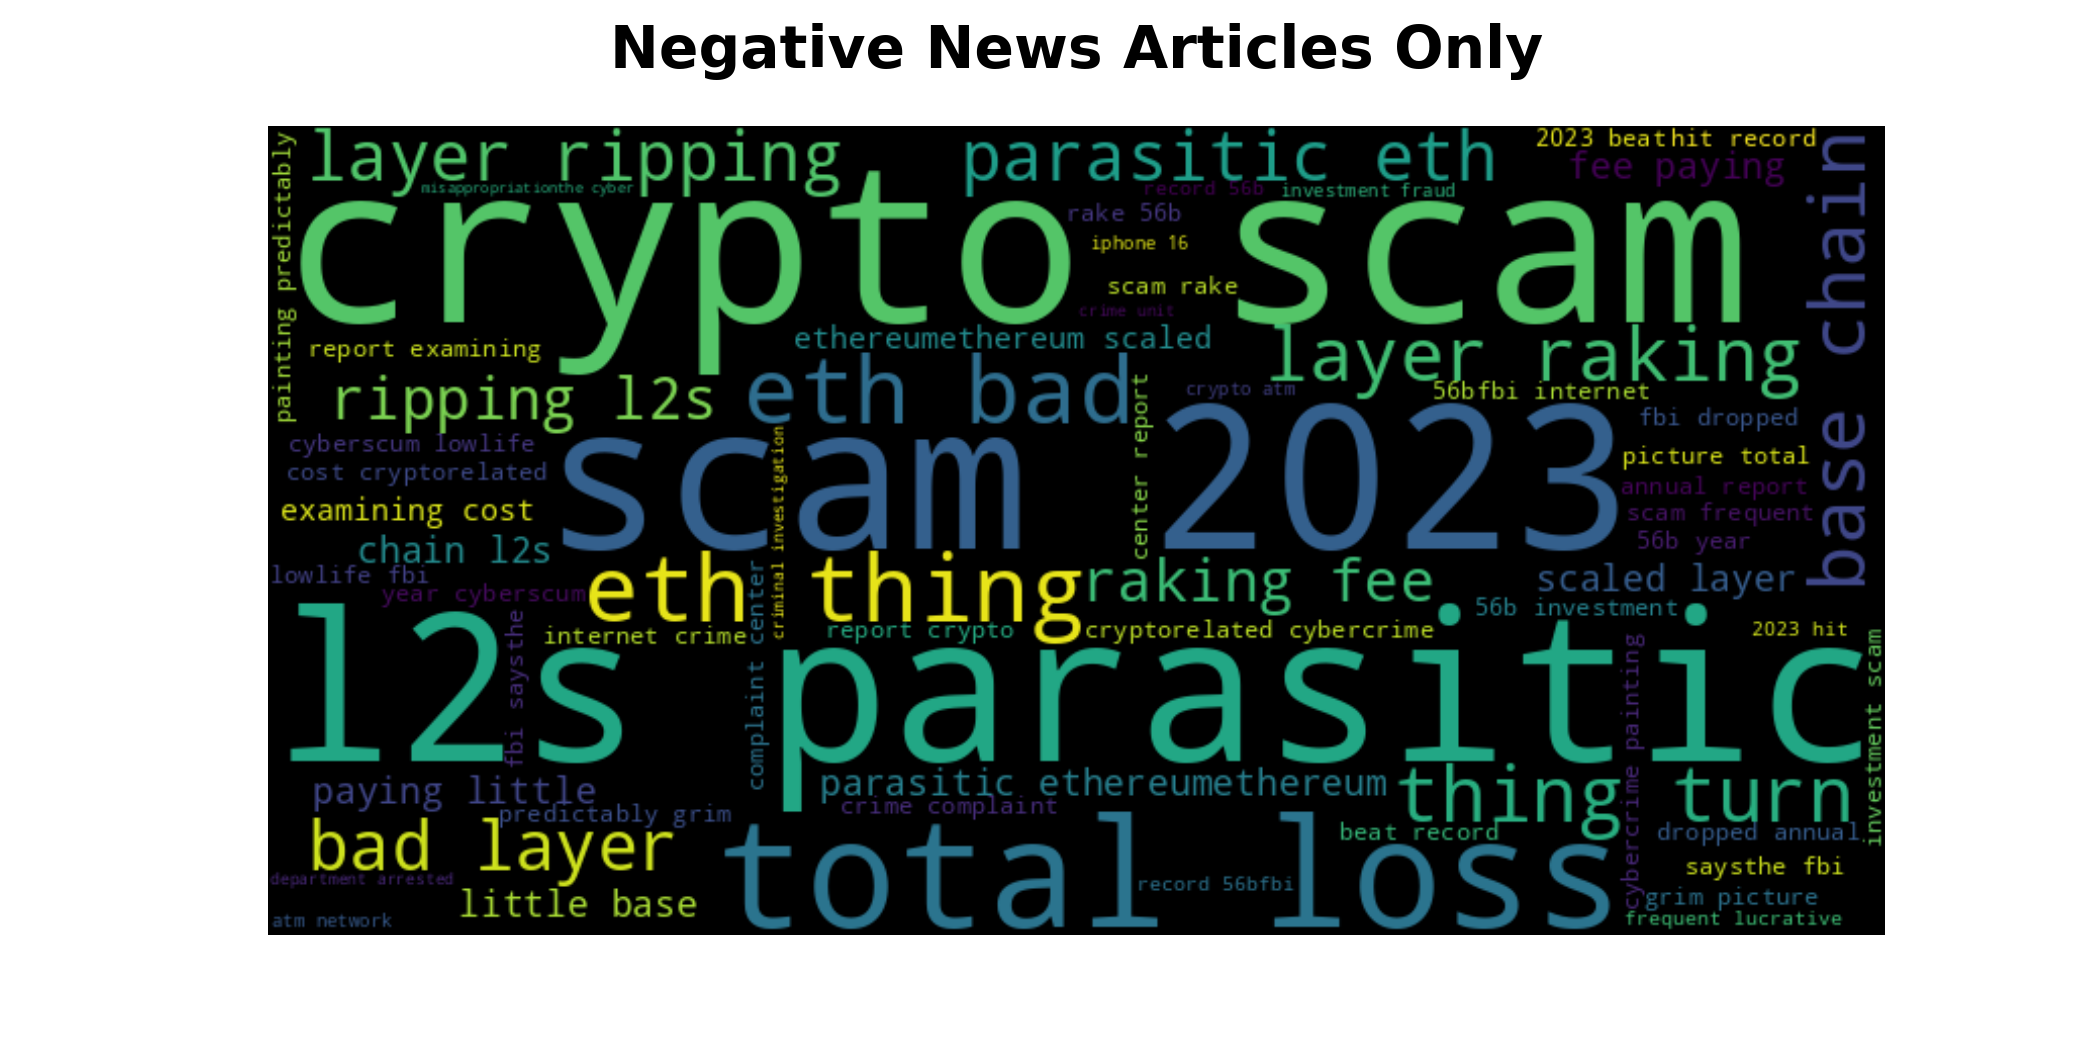 Negative News Articles Only
layer ripping
parasitic eth
2023 beat
hit record
fee paying
misappropriationthe cyber
record 56b
investment fraud
painting predictably
crypto scam
rake 56b
iphone 16
scam rake
crime unit
base chain
report examining
ethereumethereum scaled
layer raking
ripping l2s
eth bad
crypto atm
56bfbi internet
fbi dropped
cyberscum lowlife
cost cryptorelated
criminal investigation
center report
scam 2023
picture total
annual report
scam frequent
56b year
examining cost
chain l2s
lowlife fbi
year cyberscum
eth thing
raking fee
scaled layer
56b investment
internet crime
report crypto
cryptorelated cybercrime
2023 hit
fbi saysthe
complaint center
l2s parasitic
cybercrime painting
investment scam
paying little
predictably grim
parasitic ethereumethereum
crime complaint
thing turn
bad layer
total loss
beat record
dropped annual
department arrested
little base
record 56bfbi
saysthe fbi
grim picture
atm network
frequent lucrative